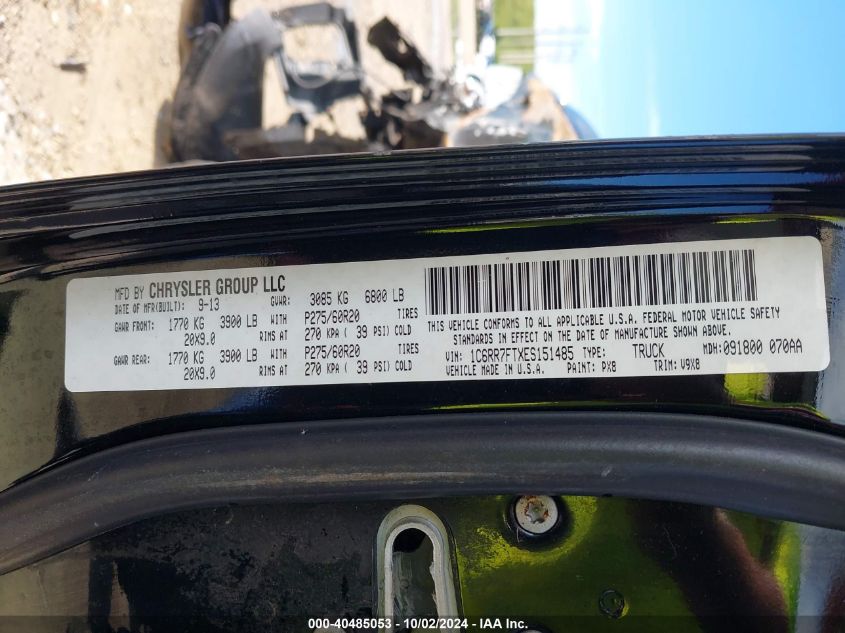 MFD BY CHRYSLER GROUP LLC
DATE OF MFR(BUILT): 9-13 GVWR: 3085 KG 6800 LB
GAWR FRONT: 1770 KG 3900 LB WITH P275/60R20 TIRES
20X9.0 RIMS AT 270 KPA ( 39 PSI) COLD
GAWR REAR: 1770 KG 3900 LB WITH P275/60R20 TIRES
20X9.0 RIMS AT 270 KPA ( 39 PSI) COLD
THIS VEHICLE CONFORMS TO ALL APPLICABLE U.S.A. FEDERAL MOTOR VEHICLE SAFETY
STANDARDS IN EFFECT ON THE DATE OF MANUFACTURE SHOWN ABOVE.
VIN: 1C6RR7FTXES151485 TYPE: TRUCK MDH: 091800 070AA
VEHICLE MADE IN U.S.A. PAINT: PX8 TRIM: V9X8
000-40485053 - 10/02/2024 - IAA Inc.